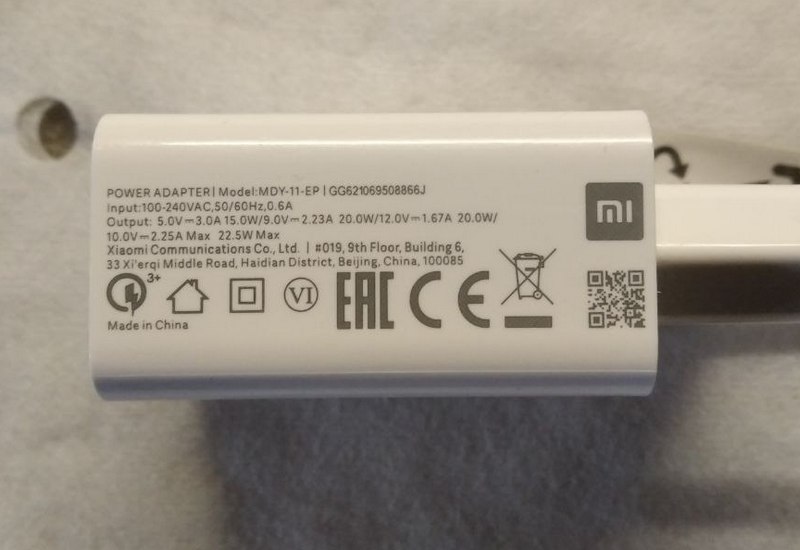 POWER ADAPTER | Model:MDY-11-EP | GG621069508866J
Input:100-240VAC,50/60Hz,0.6A
Output: 5.0V⎓3.0A 15.0W/9.0V⎓2.23A 20.0W/12.0V⎓1.67A 20.0W/
10.0V⎓2.25A Max 22.5W Max
Xiaomi Communications Co., Ltd. | #019, 9th Floor, Building 6,
33 Xi'erqi Middle Road, Haidian District, Beijing, China, 100085
3+
VI EAC CE
Made in China
mi